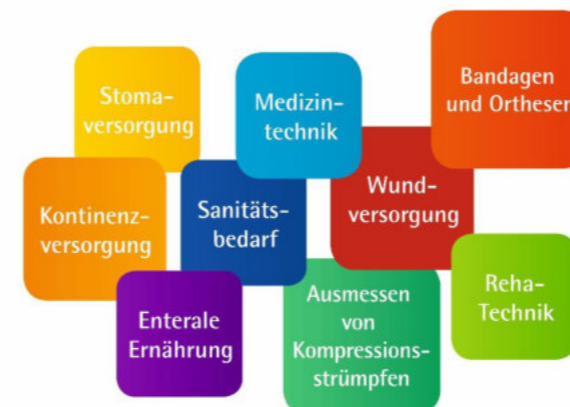 Stoma-
versorgung
Medizin-
technik
Bandagen
und Orthesen
Kontinenz-
versorgung
Sanitäts-
bedarf
Wund-
versorgung
Enterale
Ernährung
Ausmessen
von
Kompressions-
strümpfen
Reha-
Technik